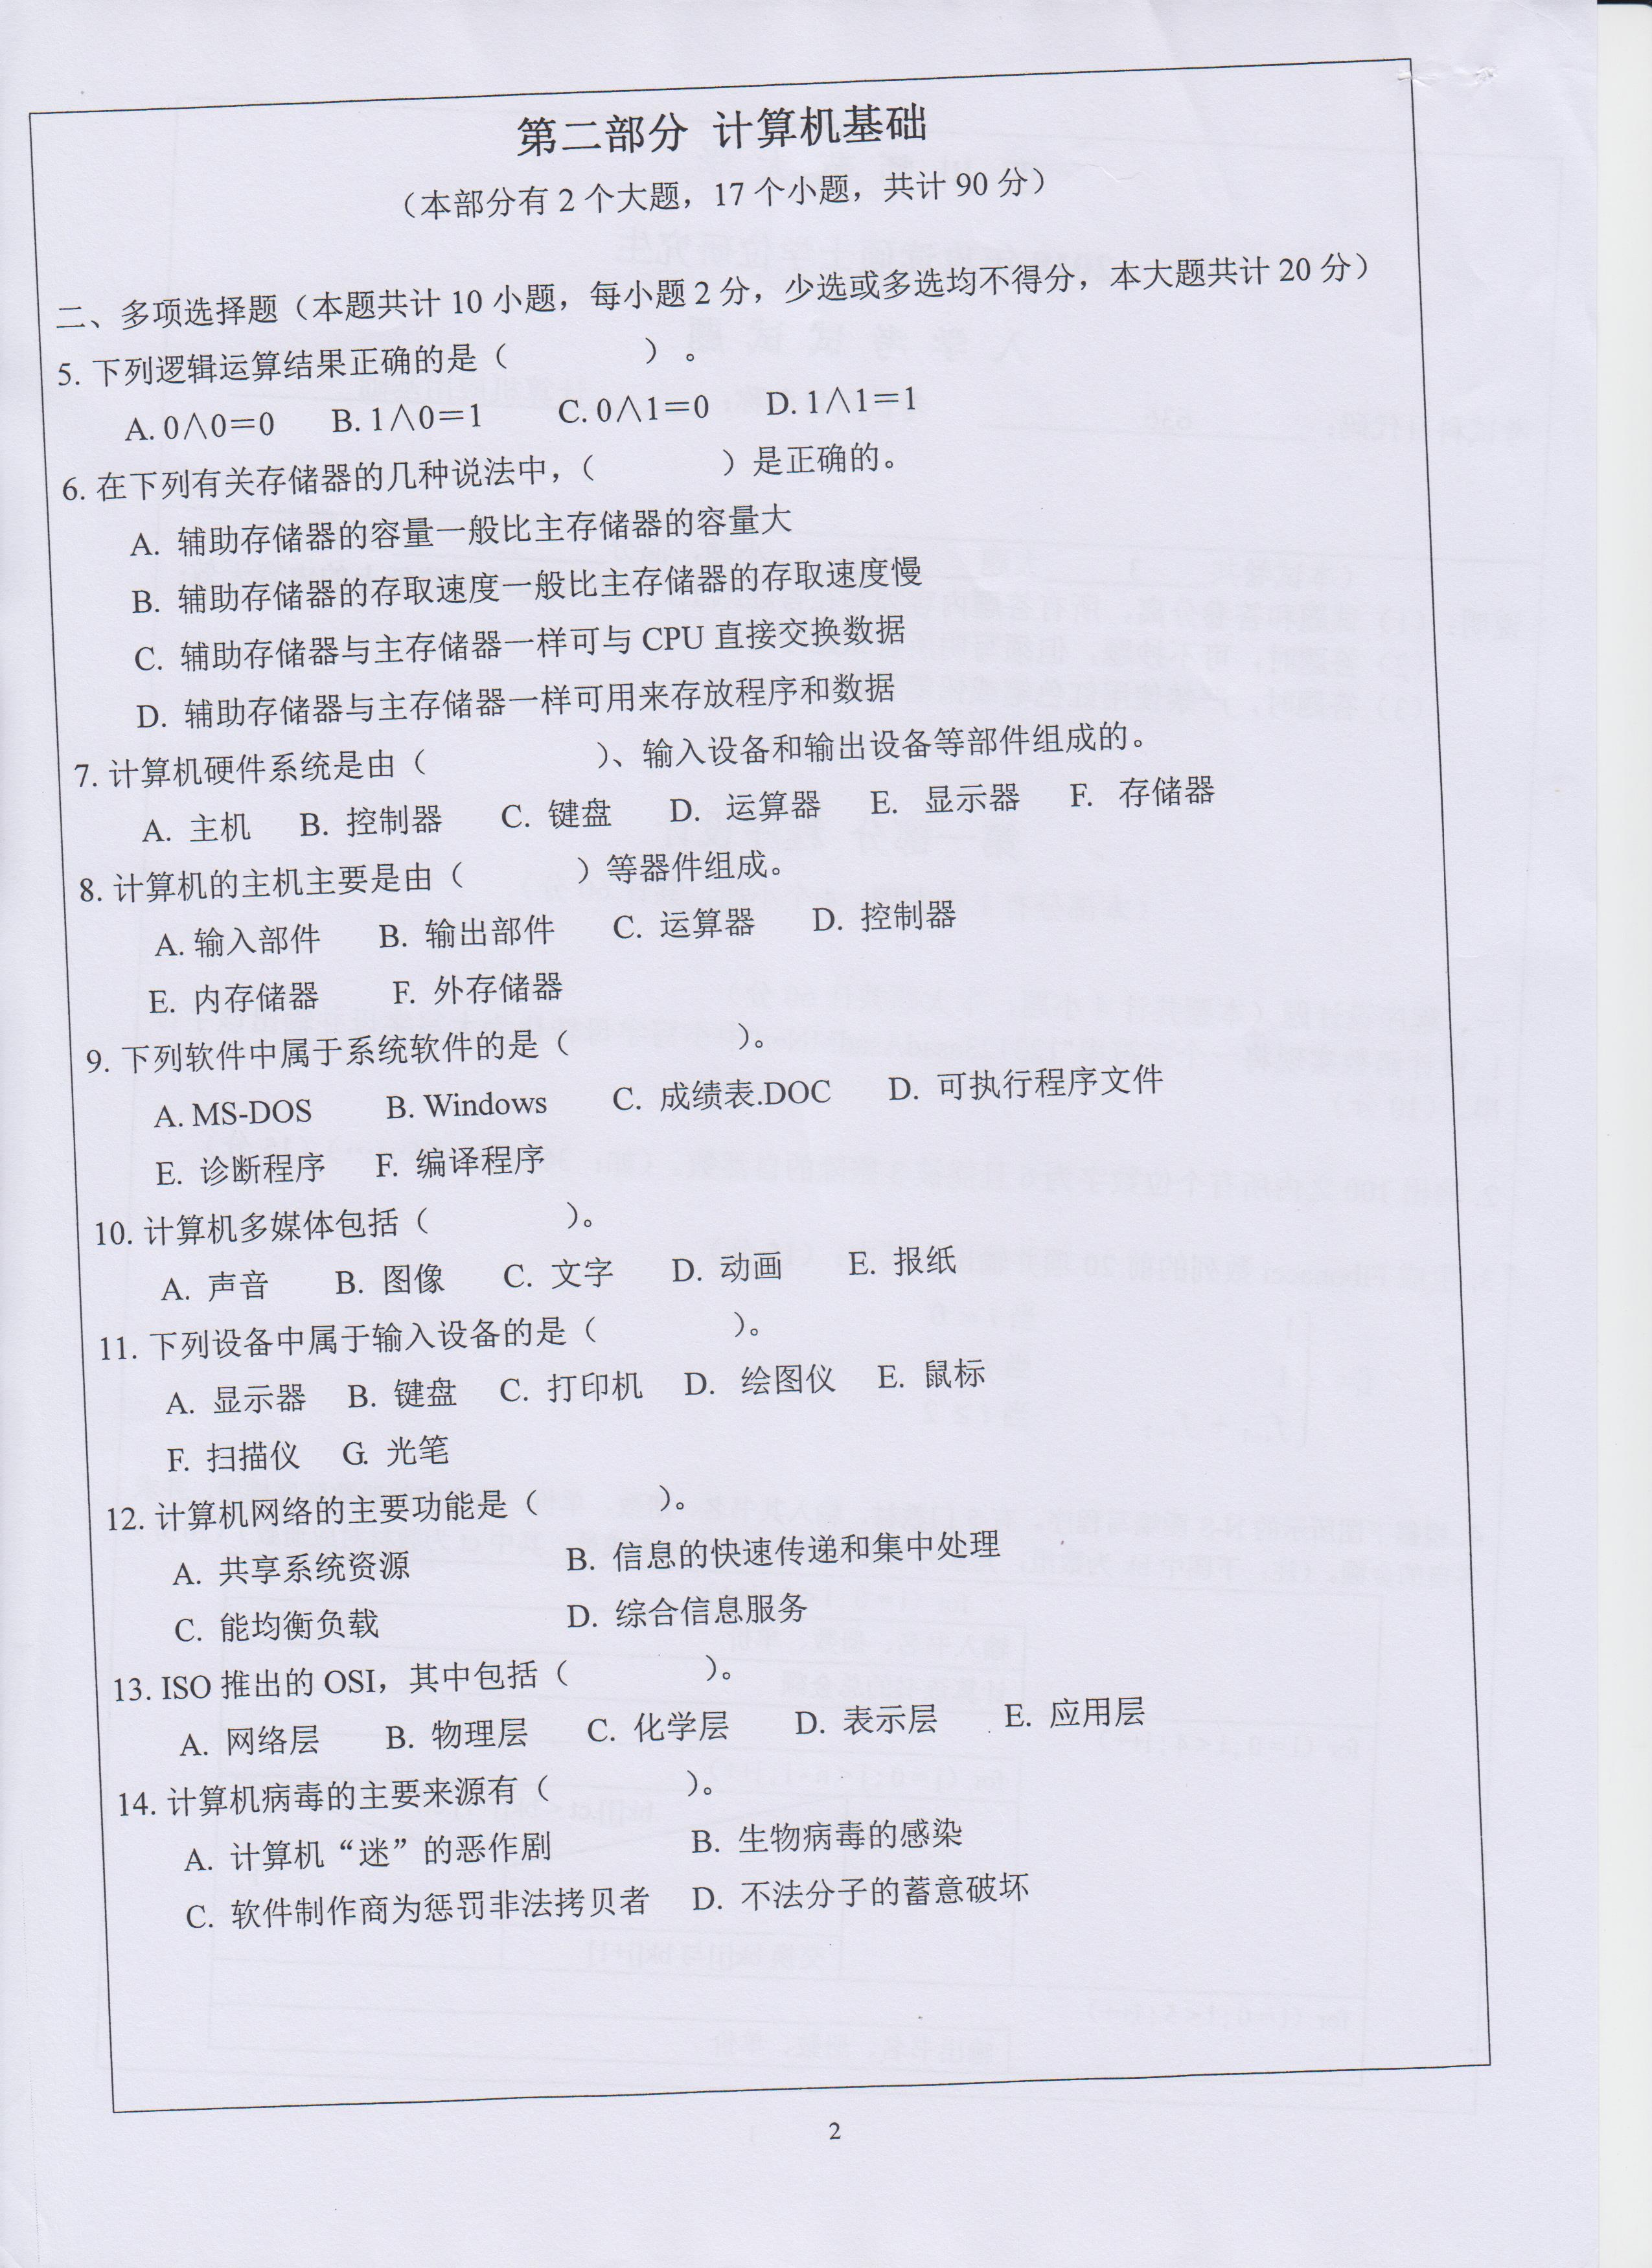 第二部分 计算机基础
（本部分有 2 个大题，17 个小题，共计 90 分）
二、多项选择题（本题共计 10 小题，每小题 2 分，少选或多选均不得分，本大题共计 20 分）
5. 下列逻辑运算结果正确的是（ ）。
A. 0∧0＝0 B. 1∧0＝1 C. 0∧1＝0 D. 1∧1＝1
6. 在下列有关存储器的几种说法中，（ ）是正确的。
A. 辅助存储器的容量一般比主存储器的容量大
B. 辅助存储器的存取速度一般比主存储器的存取速度慢
C. 辅助存储器与主存储器一样可与 CPU 直接交换数据
D. 辅助存储器与主存储器一样可用来存放程序和数据
7. 计算机硬件系统是由（ ）、输入设备和输出设备等部件组成的。
A. 主机 B. 控制器 C. 键盘 D. 运算器 E. 显示器 F. 存储器
8. 计算机的主机主要是由（ ）等器件组成。
A. 输入部件 B. 输出部件 C. 运算器 D. 控制器
E. 内存储器 F. 外存储器
9. 下列软件中属于系统软件的是（ ）。
A. MS-DOS B. Windows C. 成绩表.DOC D. 可执行程序文件
E. 诊断程序 F. 编译程序
10. 计算机多媒体包括（ ）。
A. 声音 B. 图像 C. 文字 D. 动画 E. 报纸
11. 下列设备中属于输入设备的是（ ）。
A. 显示器 B. 键盘 C. 打印机 D. 绘图仪 E. 鼠标
F. 扫描仪 G. 光笔
12. 计算机网络的主要功能是（ ）。
A. 共享系统资源 B. 信息的快速传递和集中处理
C. 能均衡负载 D. 综合信息服务
13. ISO 推出的 OSI，其中包括（ ）。
A. 网络层 B. 物理层 C. 化学层 D. 表示层 E. 应用层
14. 计算机病毒的主要来源有（ ）。
A. 计算机“迷”的恶作剧 B. 生物病毒的感染
C. 软件制作商为惩罚非法拷贝者 D. 不法分子的蓄意破坏
2